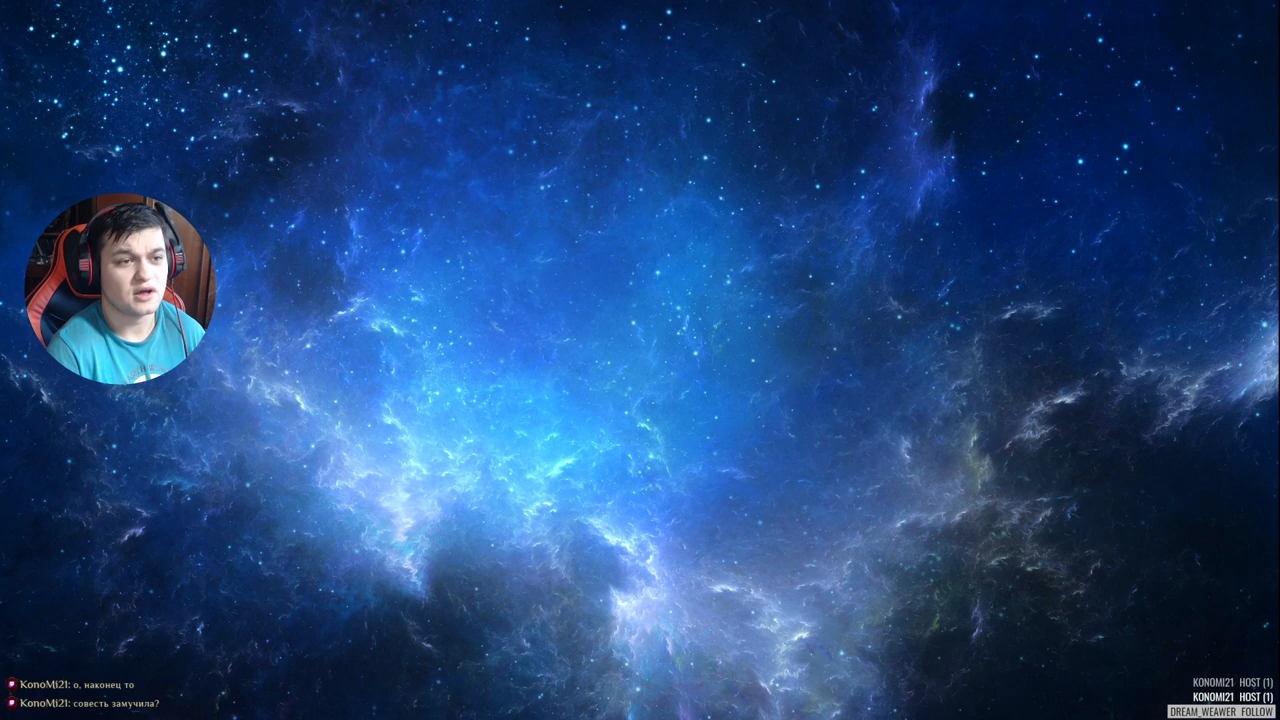 KonoMi21: о, наконец то
KonoMi21: совесть замучила?
KONOMI21 HOST (1)
KONOMI21 HOST (1)
DREAM_WEAWER FOLLOW